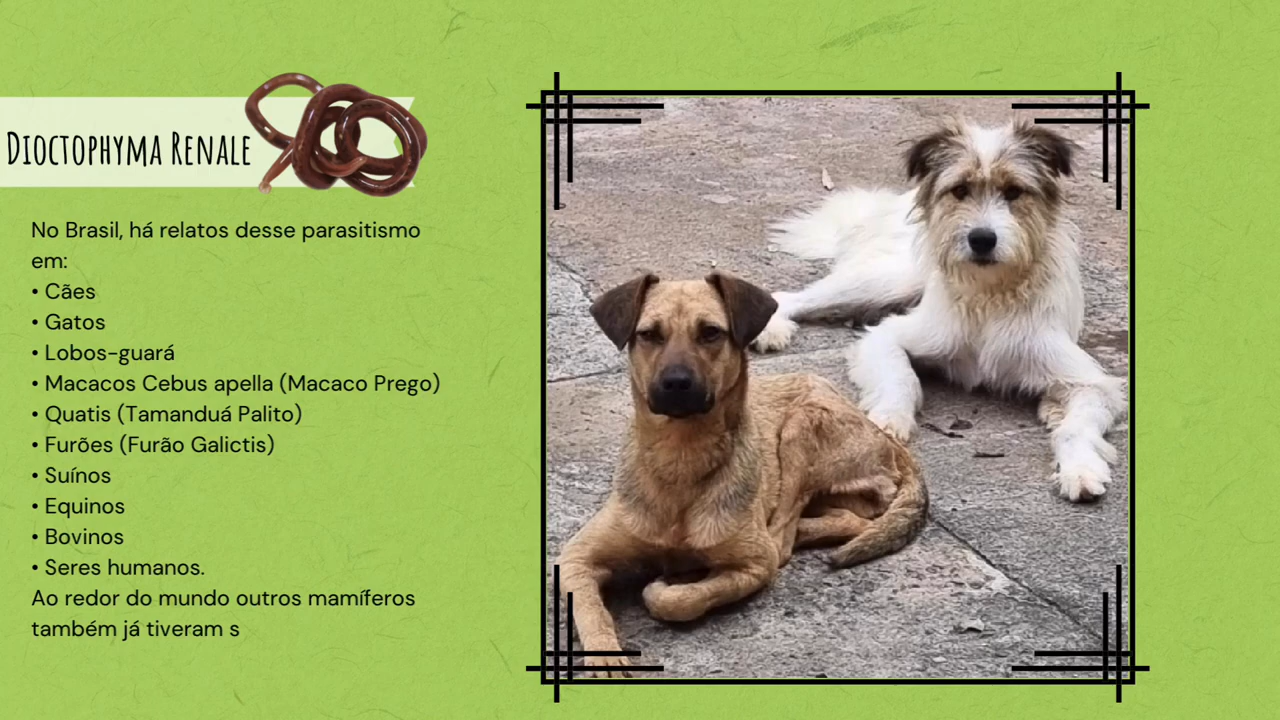 Dioctophyma Renale
No Brasil, há relatos desse parasitismo
em:
• Cães
• Gatos
• Lobos-guará
• Macacos Cebus apella (Macaco Prego)
• Quatis (Tamanduá Palito)
• Furões (Furão Galictis)
• Suínos
• Equinos
• Bovinos
• Seres humanos.
Ao redor do mundo outros mamíferos
também já tiveram s